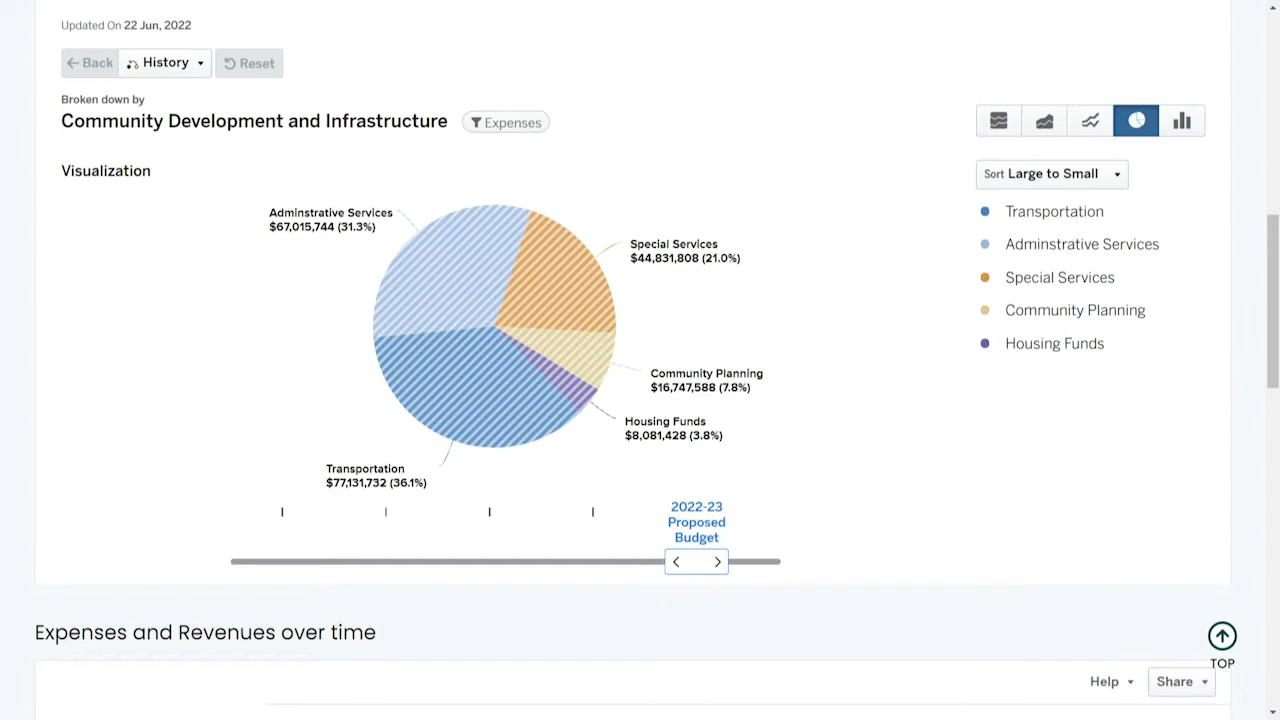 Updated On 22 Jun, 2022
Back
History
Reset
Broken down by
Community Development and Infrastructure
Expenses
Visualization
Sort Large to Small
Transportation
Adminstrative Services
Special Services
Community Planning
Housing Funds
Adminstrative Services
$67,015,744 (31.3%)
Special Services
$44,831,808 (21.0%)
Community Planning
$16,747,588 (7.8%)
Housing Funds
$8,081,428 (3.8%)
Transportation
$77,131,732 (36.1%)
2022-23
Proposed
Budget
Expenses and Revenues over time
TOP
Help
Share